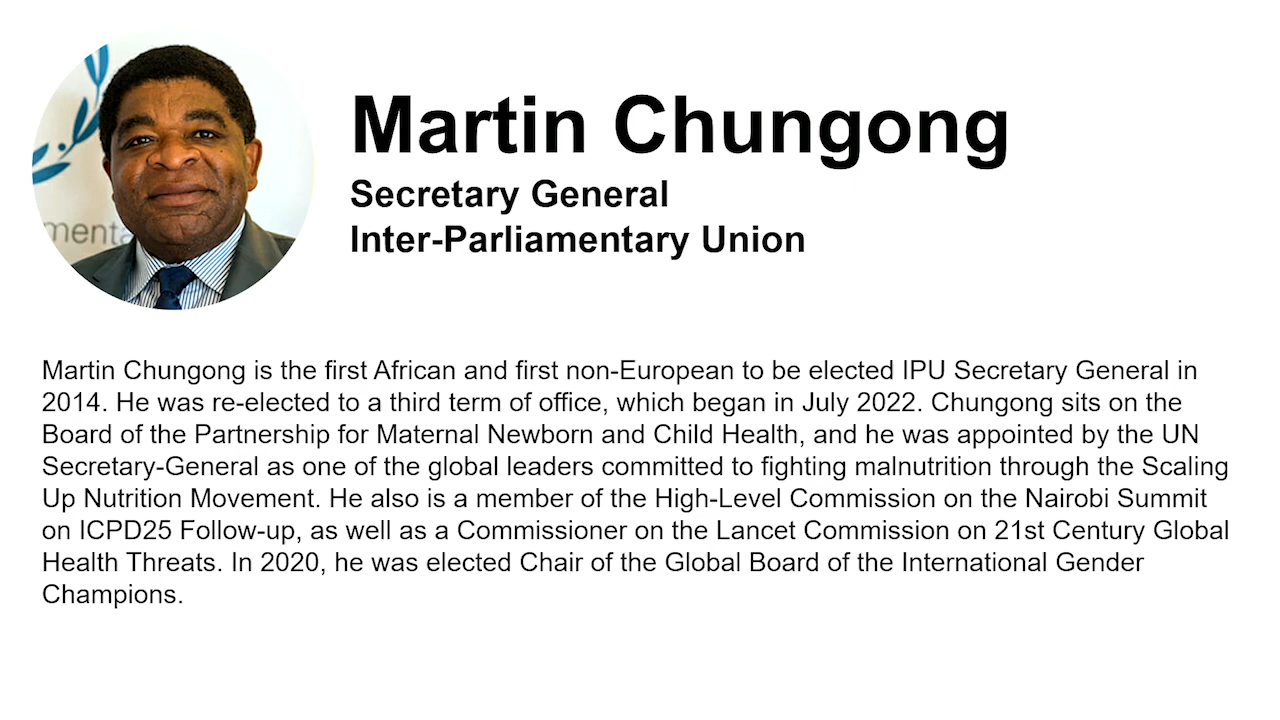 Martin Chungong
Secretary General
Inter-Parliamentary Union
Martin Chungong is the first African and first non-European to be elected IPU Secretary General in
2014. He was re-elected to a third term of office, which began in July 2022. Chungong sits on the
Board of the Partnership for Maternal Newborn and Child Health, and he was appointed by the UN
Secretary-General as one of the global leaders committed to fighting malnutrition through the Scaling
Up Nutrition Movement. He also is a member of the High-Level Commission on the Nairobi Summit
on ICPD25 Follow-up, as well as a Commissioner on the Lancet Commission on 21st Century Global
Health Threats. In 2020, he was elected Chair of the Global Board of the International Gender
Champions.